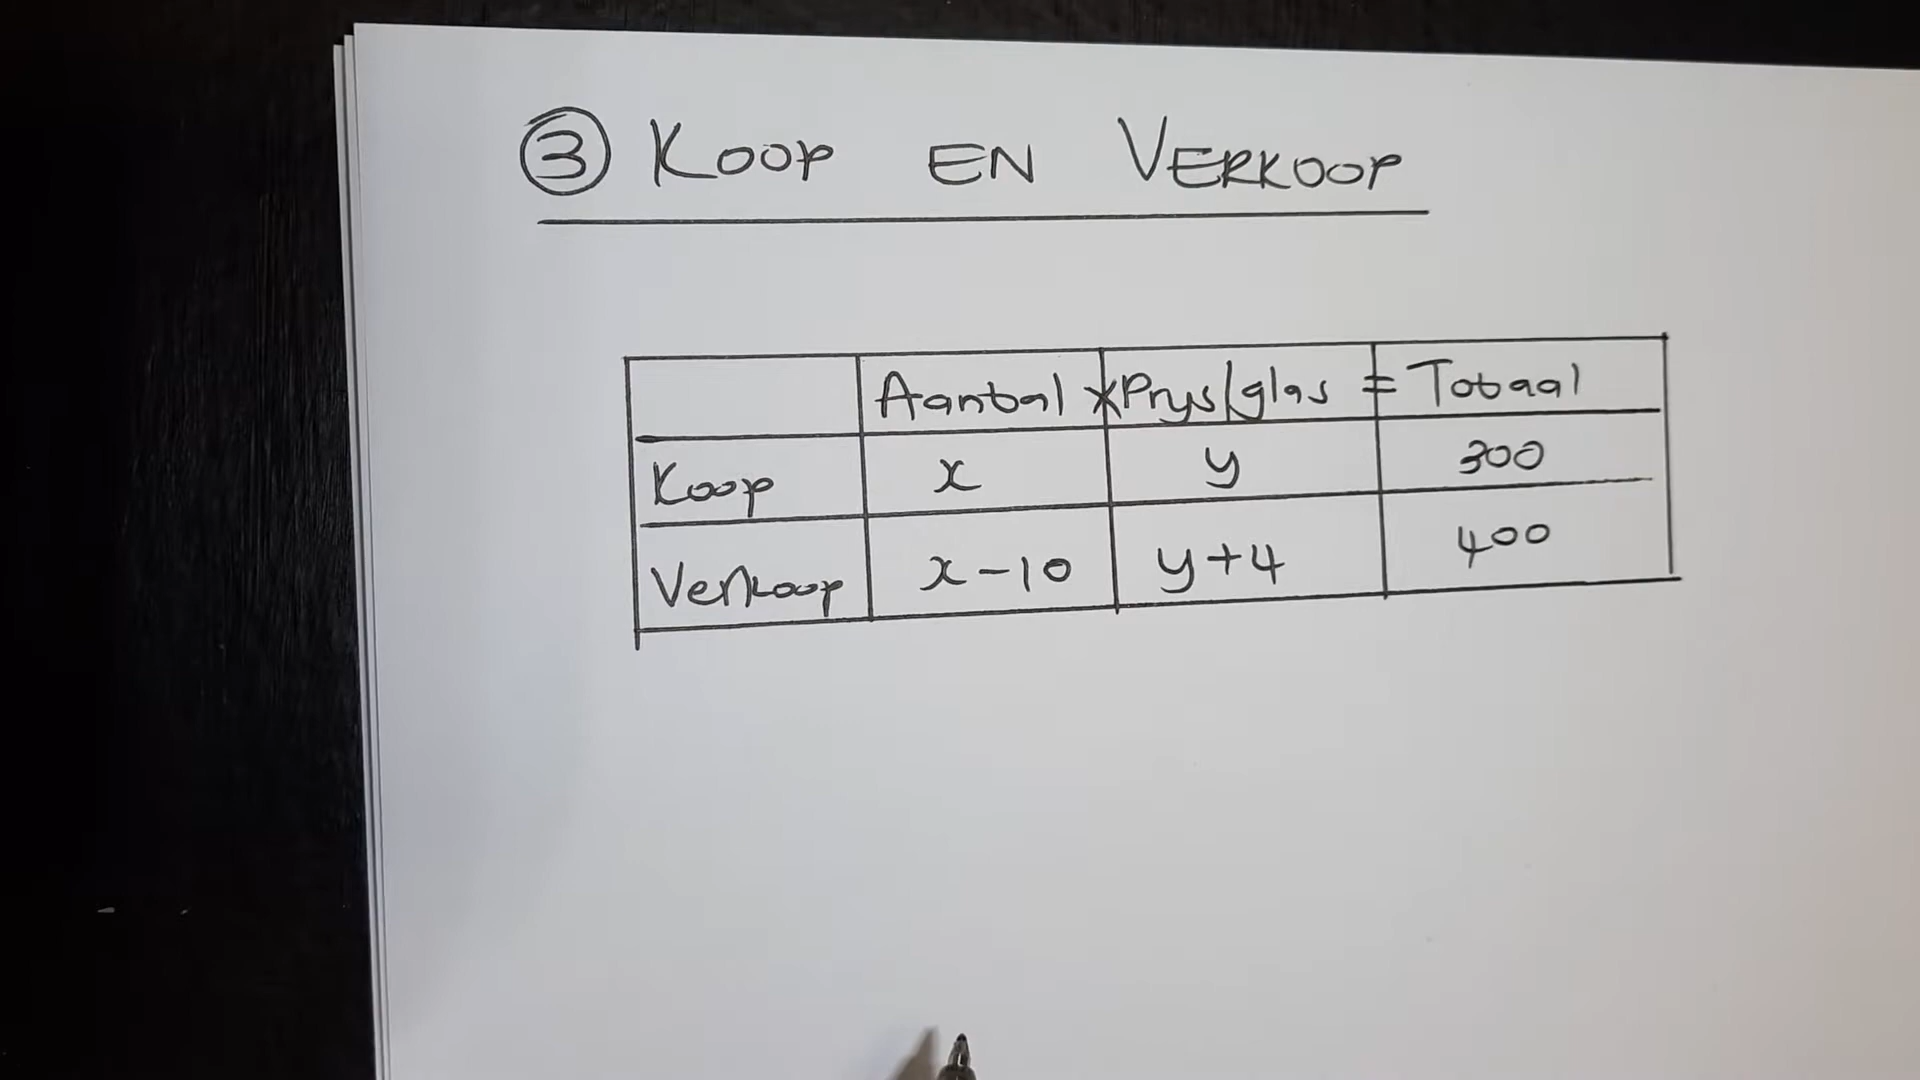 ③ KOOP EN VERKOOP
Aantal × Prys/glas = Totaal
Koop x y 300
Verkoop x-10 y+4 400